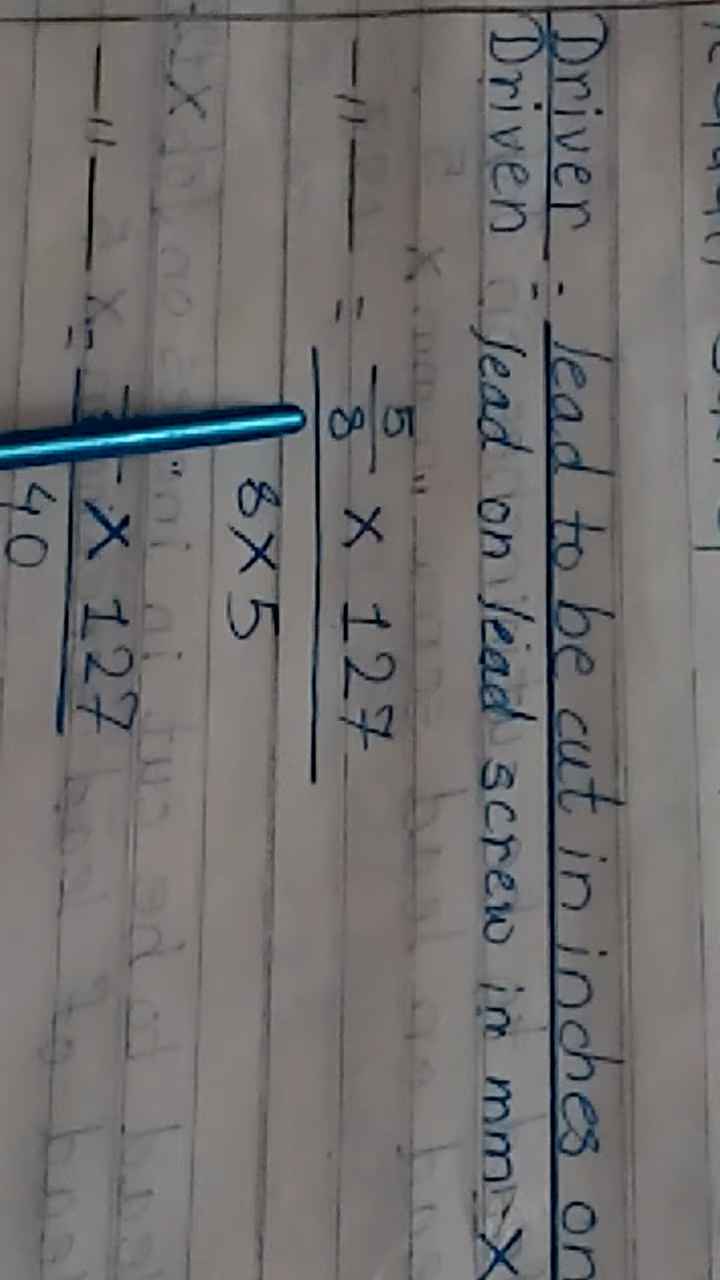 Driver = lead to be cut in inches on
Driven lead on lead screw in mm X
—"— = 5/8" X 127
8 X 5
—"— = X 127
40